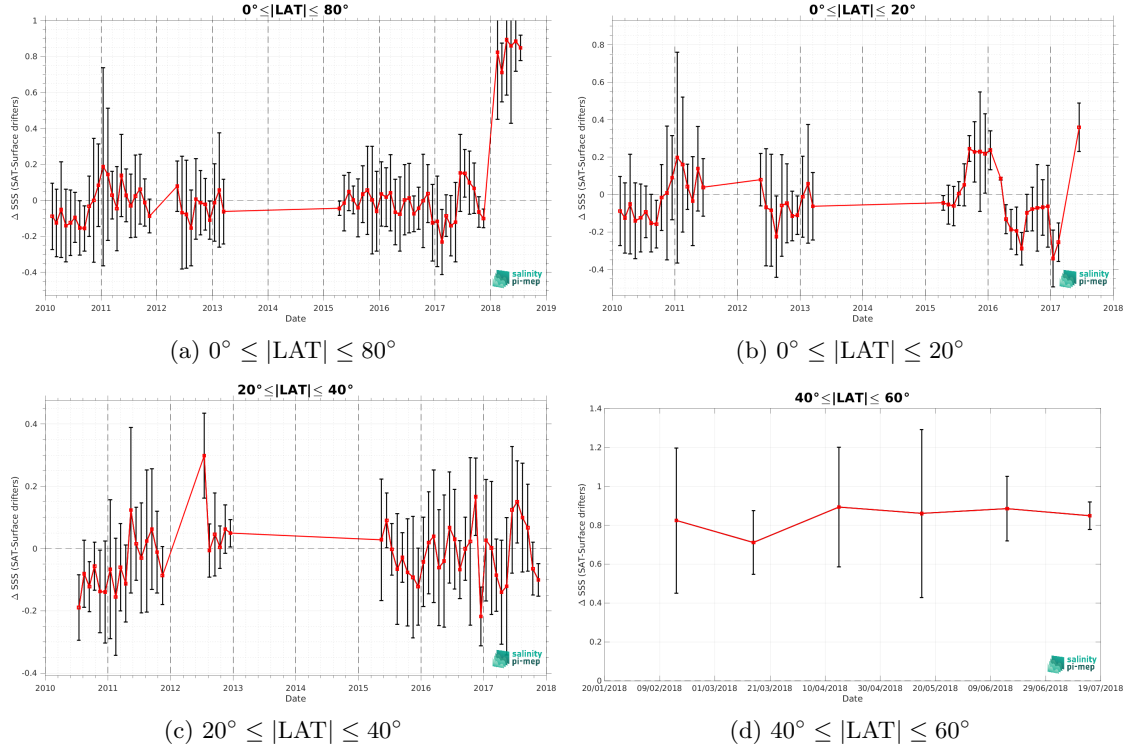 0°≤|LAT|≤ 80°
Δ SSS (SAT-Surface drifters)
1
0.8
0.6
0.4
0.2
0
-0.2
-0.4
2010 2011 2012 2013 2014 2015 2016 2017 2018 2019
Date
salinity
pi-mep
(a) 0° ≤ |LAT| ≤ 80°
0°≤|LAT|≤ 20°
Δ SSS (SAT-Surface drifters)
0.8
0.6
0.4
0.2
0
-0.2
-0.4
2010 2011 2012 2013 2014 2015 2016 2017 2018
Date
salinity
pi-mep
(b) 0° ≤ |LAT| ≤ 20°
20°≤|LAT|≤ 40°
Δ SSS (SAT-Surface drifters)
0.4
0.2
0
-0.2
-0.4
2010 2011 2012 2013 2014 2015 2016 2017 2018
Date
salinity
pi-mep
(c) 20° ≤ |LAT| ≤ 40°
40°≤|LAT|≤ 60°
Δ SSS (SAT-Surface drifters)
1.4
1.2
1
0.8
0.6
0.4
0.2
0
20/01/2018 09/02/2018 01/03/2018 21/03/2018 10/04/2018 30/04/2018 20/05/2018 09/06/2018 29/06/2018 19/07/2018
Date
salinity
pi-mep
(d) 40° ≤ |LAT| ≤ 60°